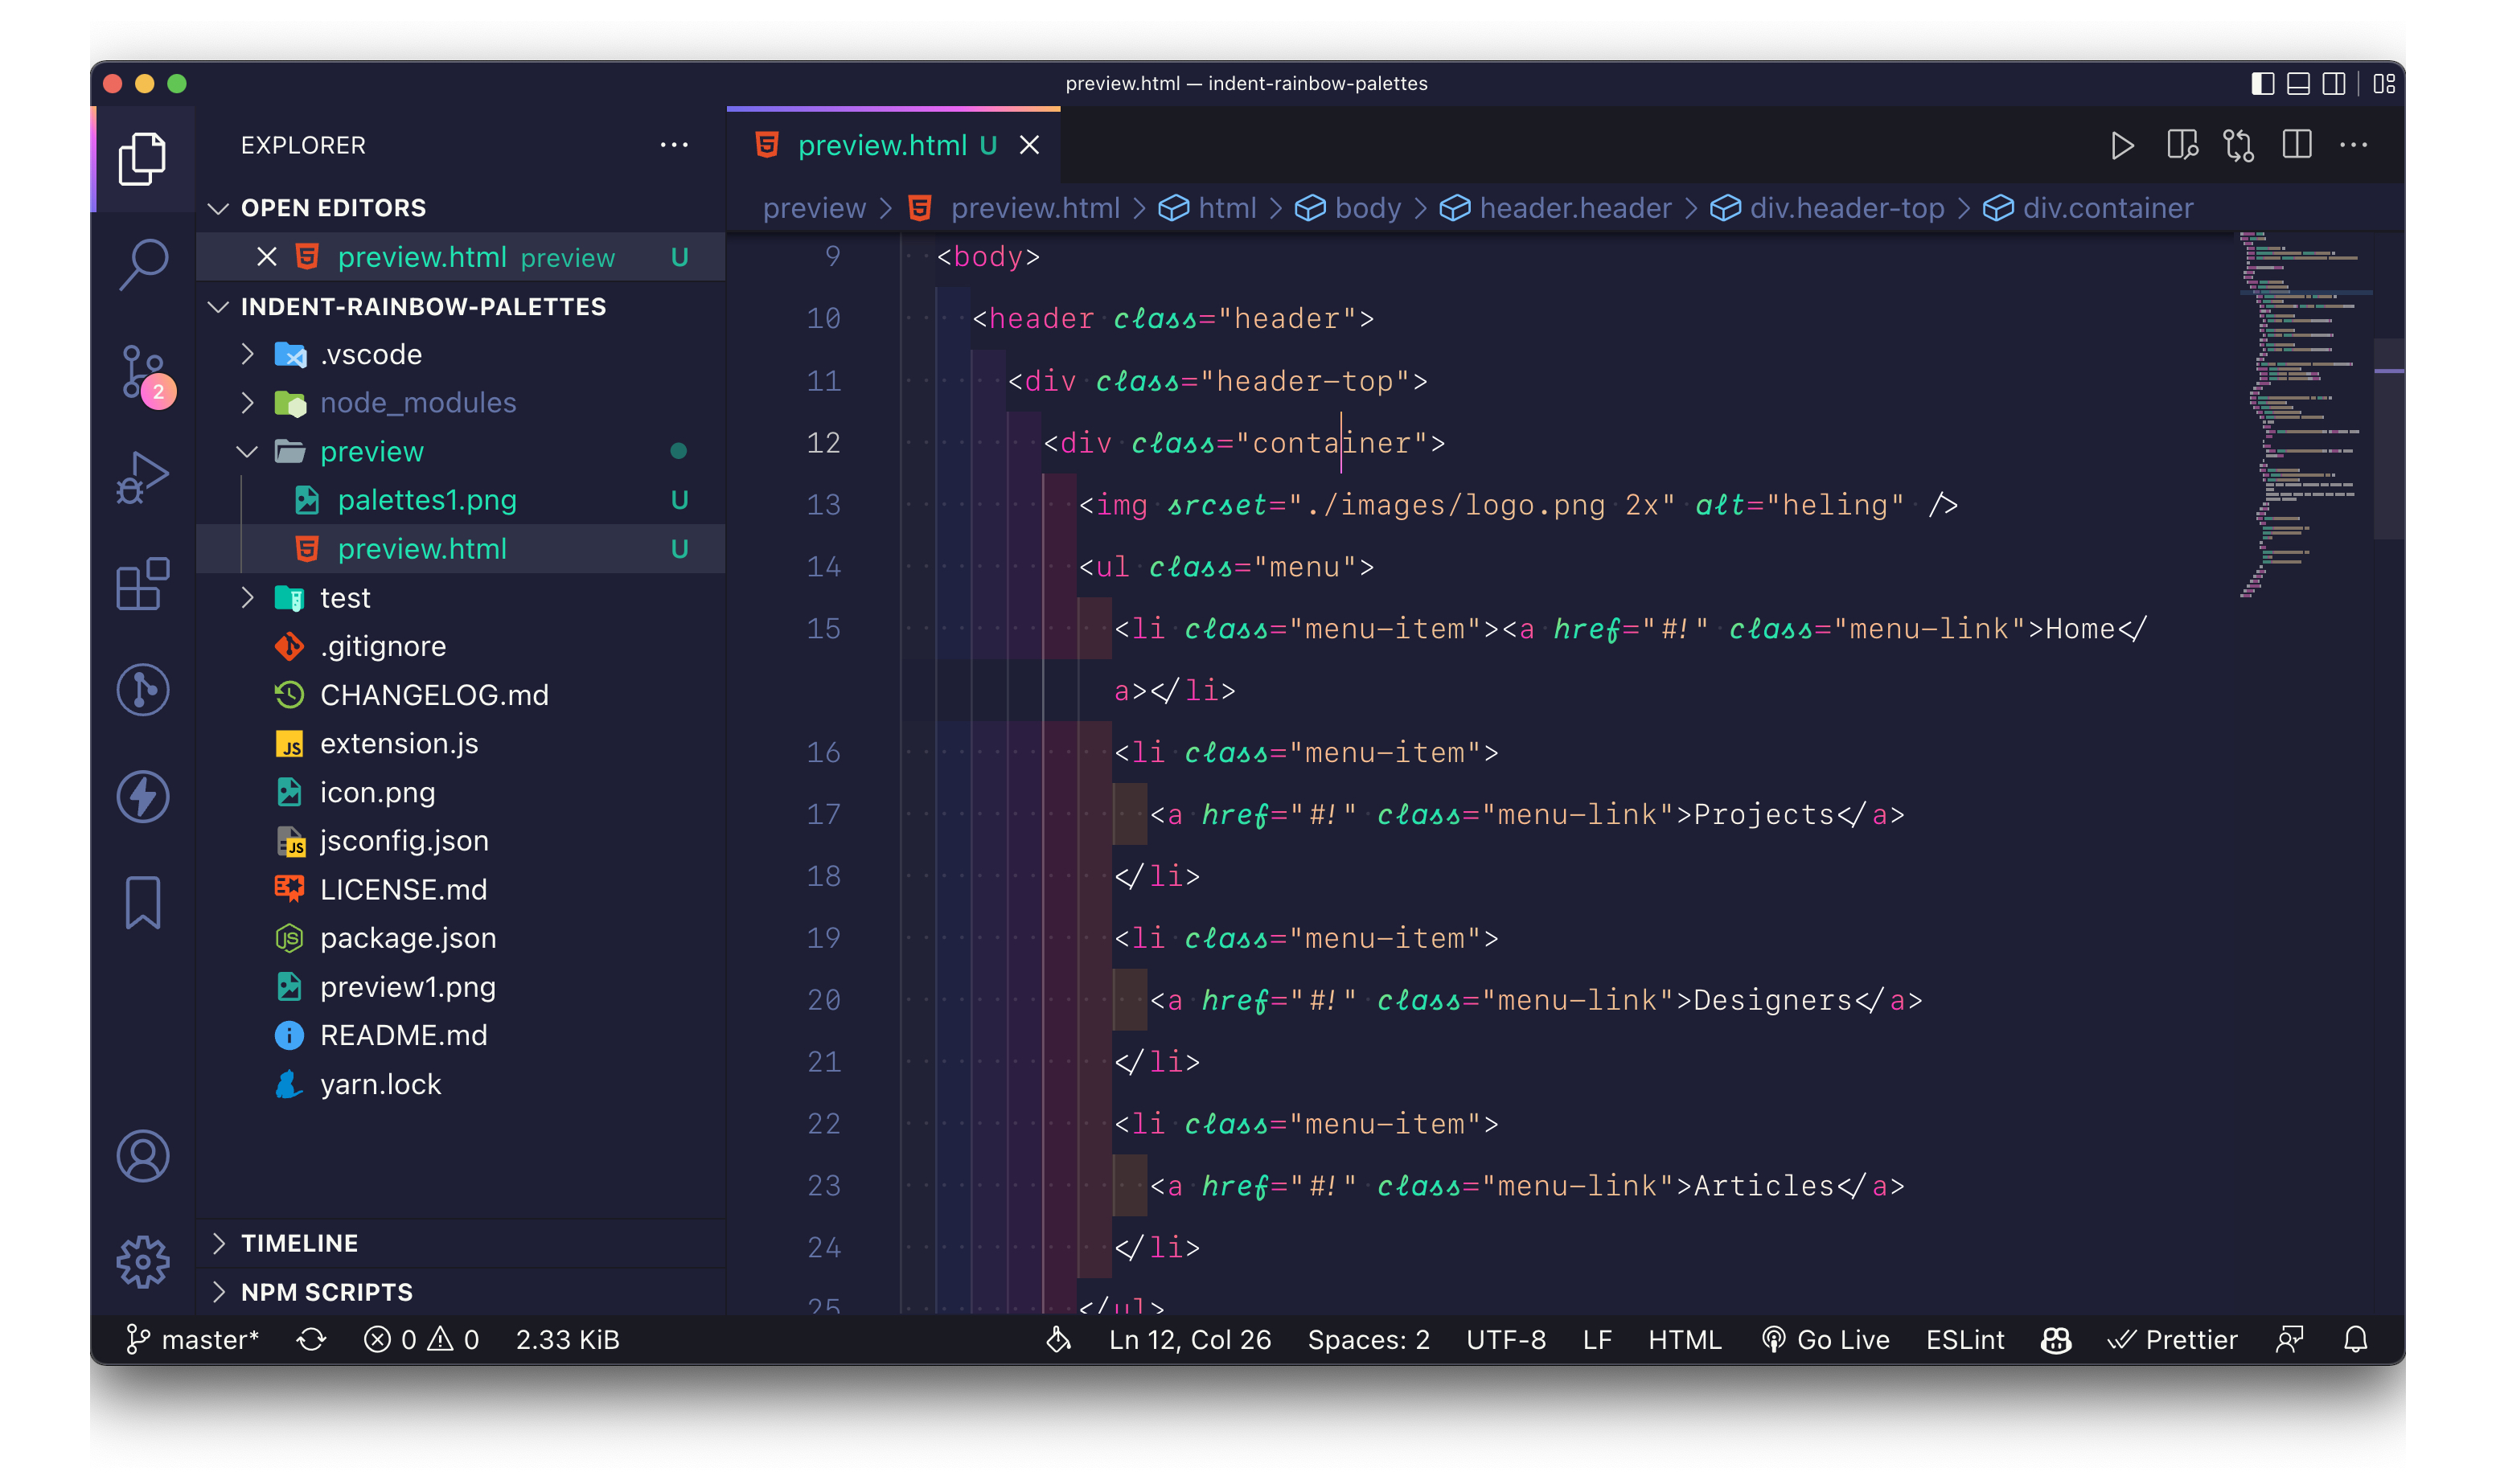 preview.html — indent-rainbow-palettes
EXPLORER
OPEN EDITORS
preview.html preview U
INDENT-RAINBOW-PALETTES
.vscode
node_modules
preview
palettes1.png U
preview.html U
test
.gitignore
CHANGELOG.md
extension.js
icon.png
jsconfig.json
LICENSE.md
package.json
preview1.png
README.md
yarn.lock
TIMELINE
NPM SCRIPTS
2
preview.html U
preview > preview.html > html > body > header.header > div.header-top > div.container
9 <body>
10 <header class="header">
11 <div class="header-top">
12 <div class="container">
13 <img srcset="./images/logo.png 2x" alt="heling" />
14 <ul class="menu">
15 <li class="menu-item"><a href="#!" class="menu-link">Home</
a></li>
16 <li class="menu-item">
17 <a href="#!" class="menu-link">Projects</a>
18 </li>
19 <li class="menu-item">
20 <a href="#!" class="menu-link">Designers</a>
21 </li>
22 <li class="menu-item">
23 <a href="#!" class="menu-link">Articles</a>
24 </li>
25 </ul>
master* 0 0 2.33 KiB Ln 12, Col 26 Spaces: 2 UTF-8 LF HTML Go Live ESLint Prettier